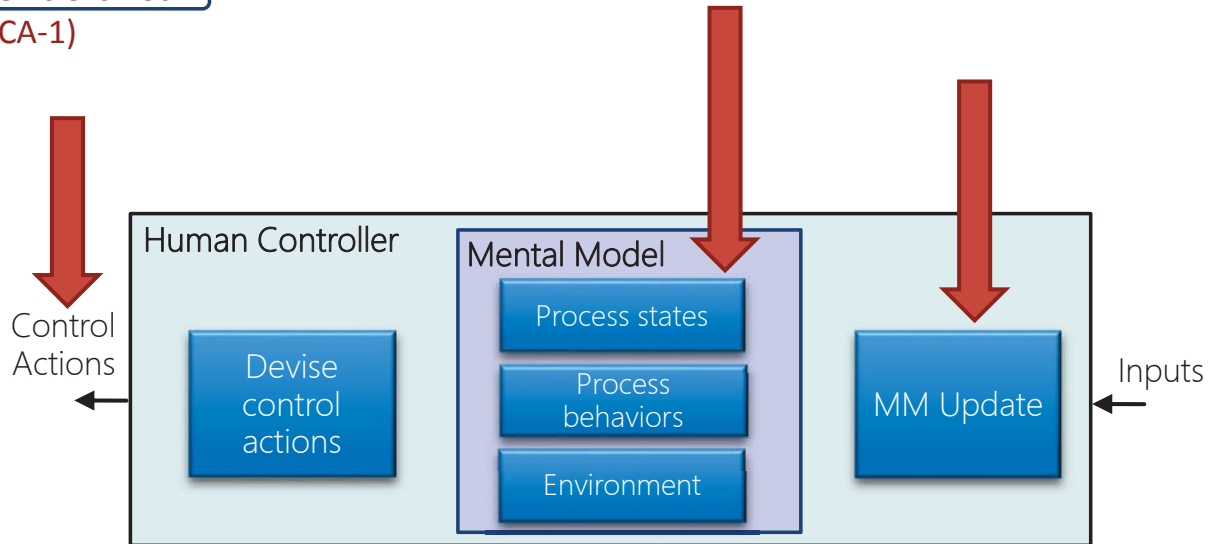 CA-1)
Human Controller
Mental Model
Process states
Control
Actions
Devise
control
actions
Process
behaviors
MM Update
Inputs
Environment